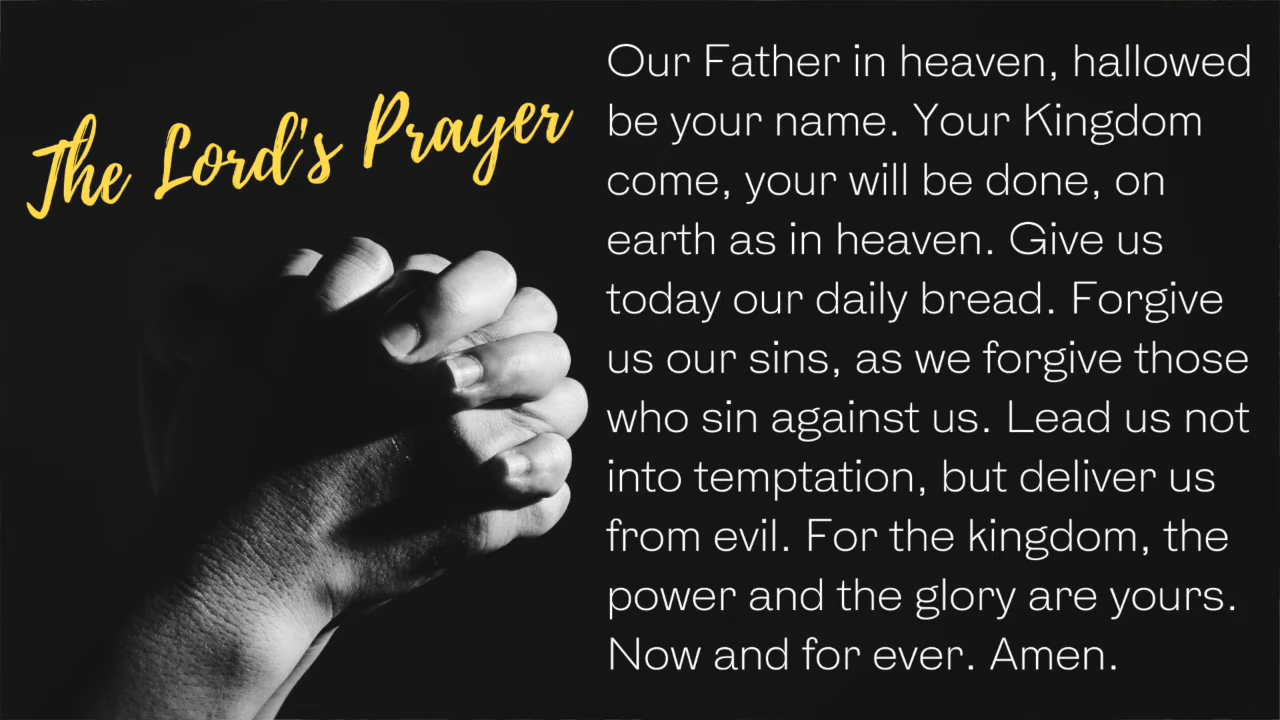 The Lord's Prayer
Our Father in heaven, hallowed
be your name. Your Kingdom
come, your will be done, on
earth as in heaven. Give us
today our daily bread. Forgive
us our sins, as we forgive those
who sin against us. Lead us not
into temptation, but deliver us
from evil. For the kingdom, the
power and the glory are yours.
Now and for ever. Amen.